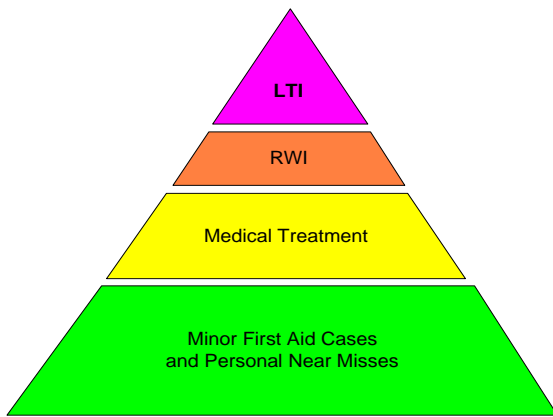 LTI
RWI
Medical Treatment
Minor First Aid Cases
and Personal Near Misses